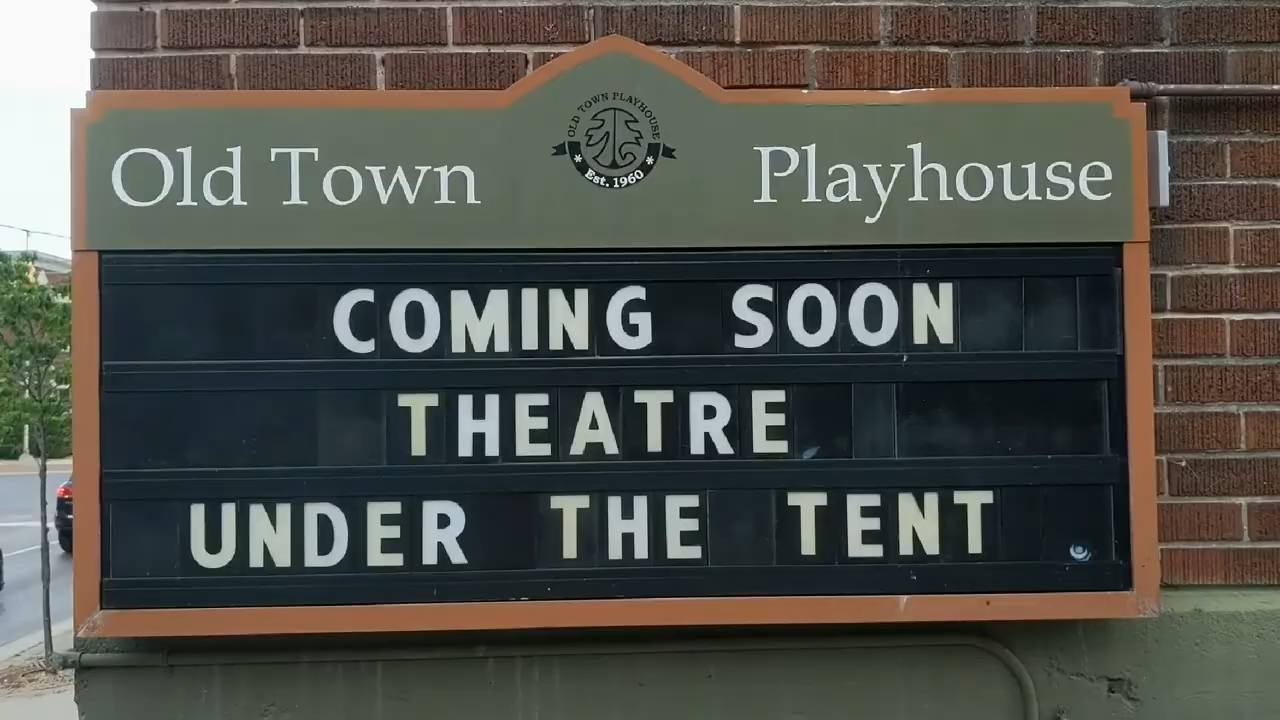 OLD TOWN PLAYHOUSE
Est. 1960
Old Town Playhouse
COMING SOON
THEATRE
UNDER THE TENT